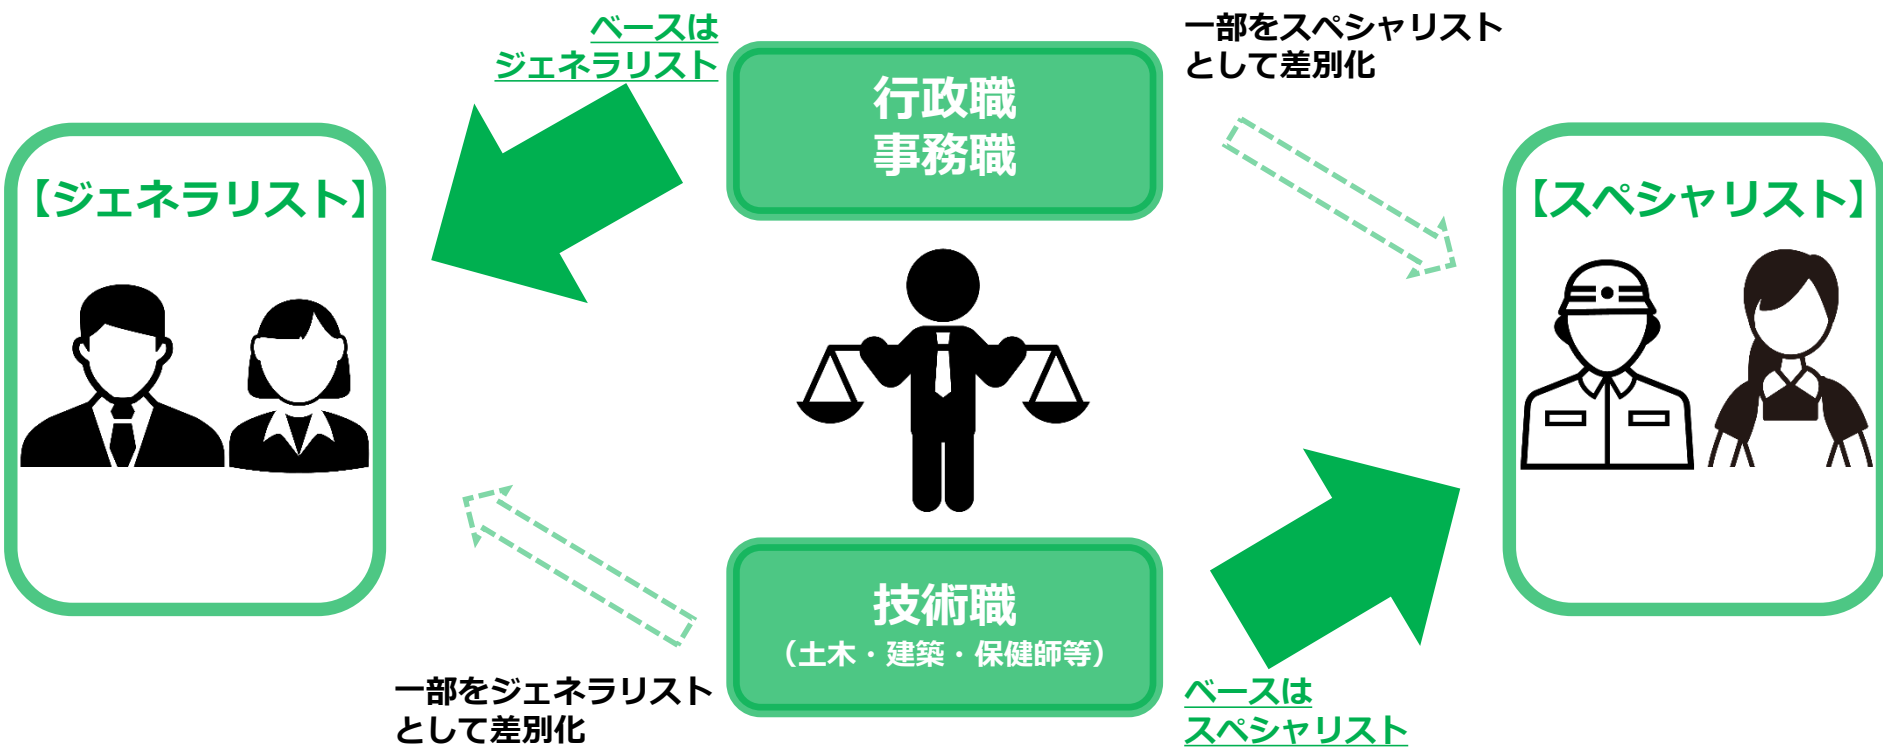 ベースは
ジェネラリスト
行政職
事務職
一部をスペシャリスト
として差別化
【ジェネラリスト】
【スペシャリスト】
技術職
（土木・建築・保健師等）
一部をジェネラリスト
として差別化
ベースは
スペシャリスト